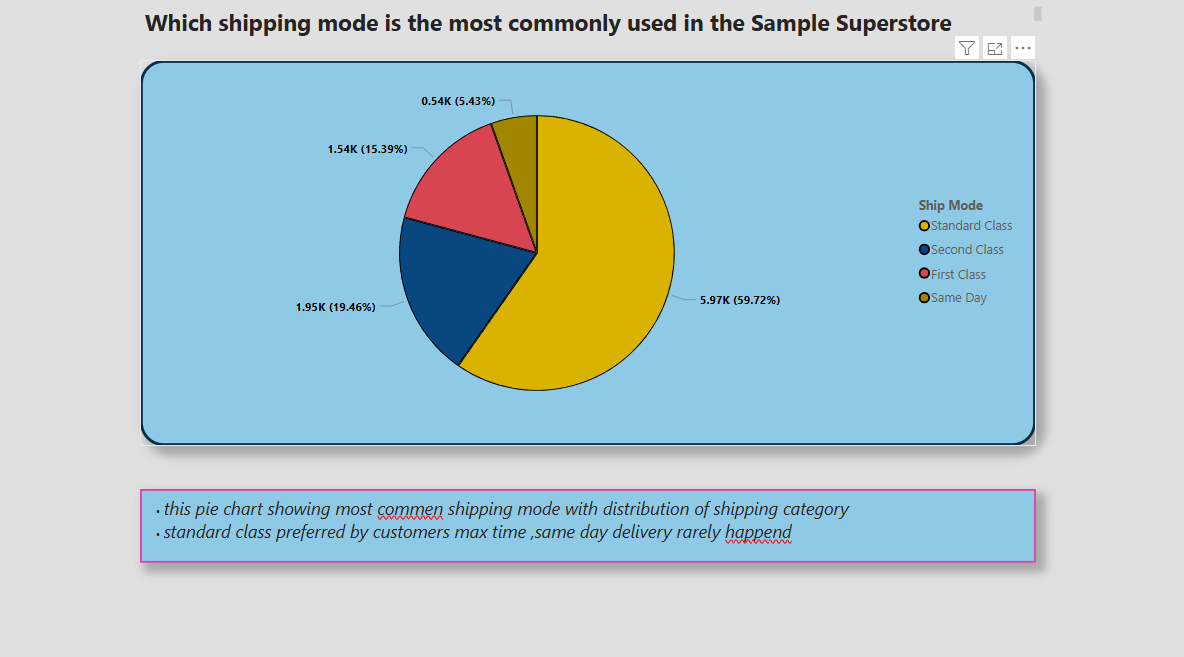 Which shipping mode is the most commonly used in the Sample Superstore
0.54K (5.43%)
1.54K (15.39%)
1.95K (19.46%)
5.97K (59.72%)
Ship Mode
Standard Class
Second Class
First Class
Same Day
• this pie chart showing most commen shipping mode with distribution of shipping category
• standard class preferred by customers max time ,same day delivery rarely happend